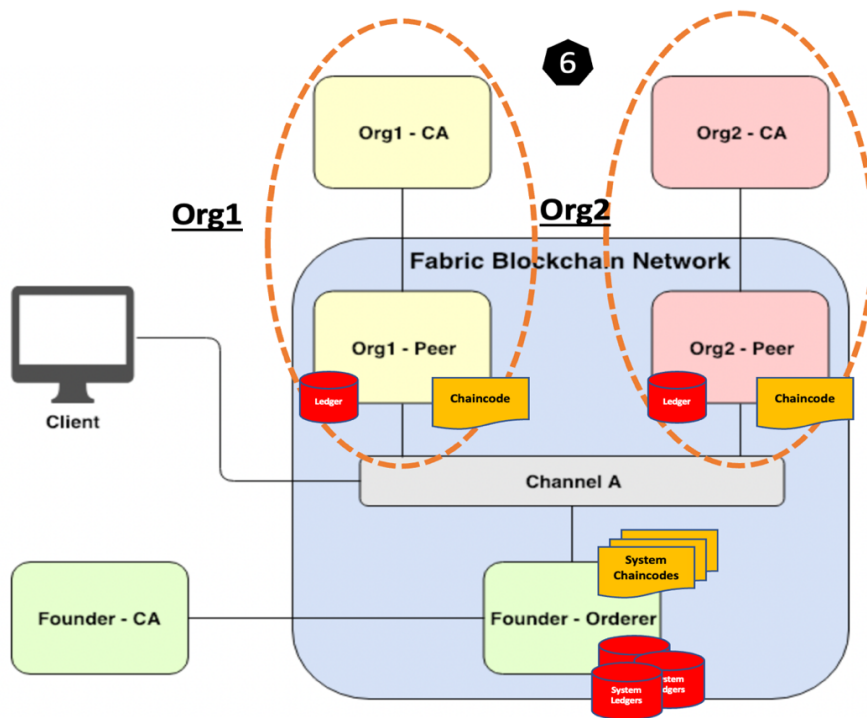 6
Org1 - CA
Org2 - CA
Org1
Org2
Fabric Blockchain Network
Org1 - Peer
Org2 - Peer
Ledger
Chaincode
Ledger
Chaincode
Client
Channel A
System
Chaincodes
Founder - CA
Founder - Orderer
System
Ledgers